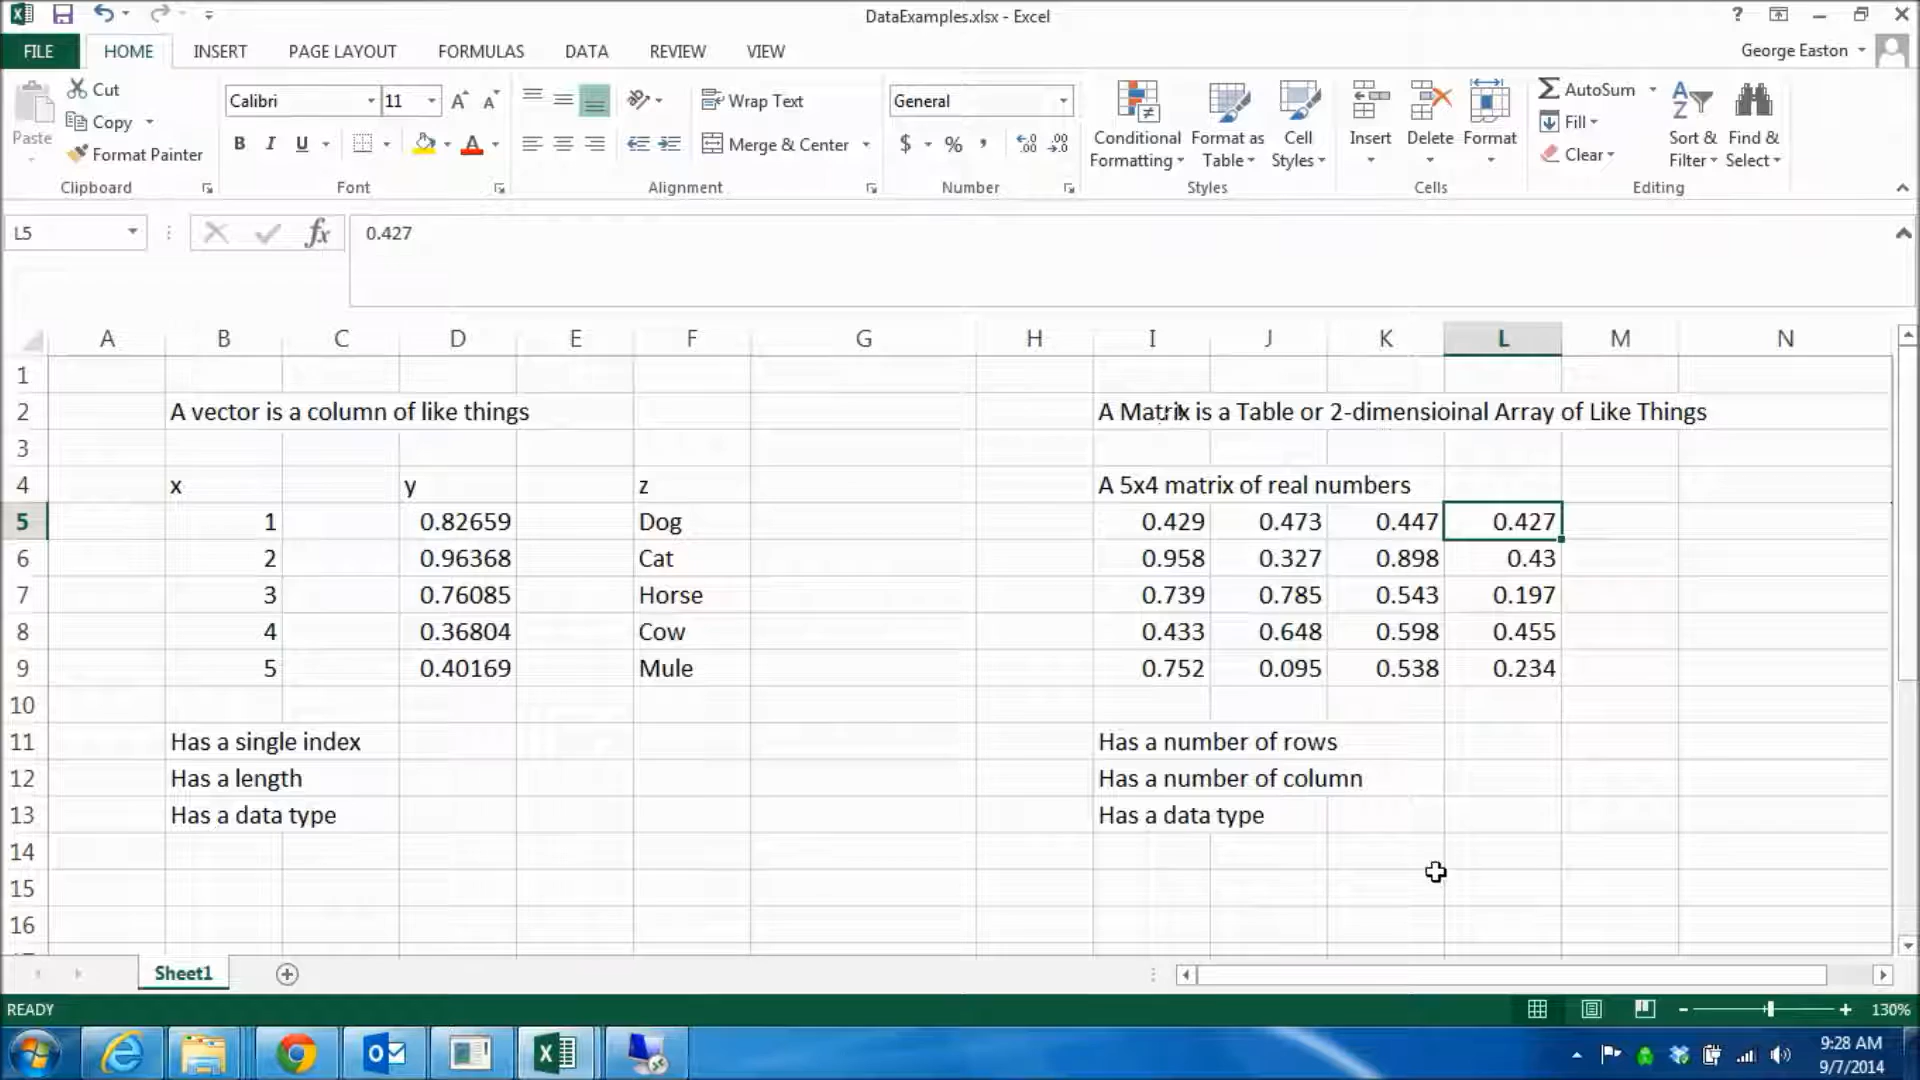 DataExamples.xlsx - Excel
FILE HOME INSERT PAGE LAYOUT FORMULAS DATA REVIEW VIEW George Easton
Paste
Cut
Copy
Format Painter
Clipboard
Calibri 11
B I U
Font
Wrap Text
Merge & Center
Alignment
General
$ % ,
Number
Conditional Formatting
Format as Table
Cell Styles
Styles
Insert
Delete
Format
Cells
AutoSum
Fill
Clear
Sort & Filter
Find & Select
Editing
L5 fx 0.427
A B C D E F G H I J K L M N
1
2 A vector is a column of like things A Matrix is a Table or 2-dimensioinal Array of Like Things
3
4 x y z A 5x4 matrix of real numbers
5 1 0.82659 Dog 0.429 0.473 0.447 0.427
6 2 0.96368 Cat 0.958 0.327 0.898 0.43
7 3 0.76085 Horse 0.739 0.785 0.543 0.197
8 4 0.36804 Cow 0.433 0.648 0.598 0.455
9 5 0.40169 Mule 0.752 0.095 0.538 0.234
10
11 Has a single index Has a number of rows
12 Has a length Has a number of column
13 Has a data type Has a data type
14
15
16
Sheet1
READY 130%
9:28 AM
9/7/2014